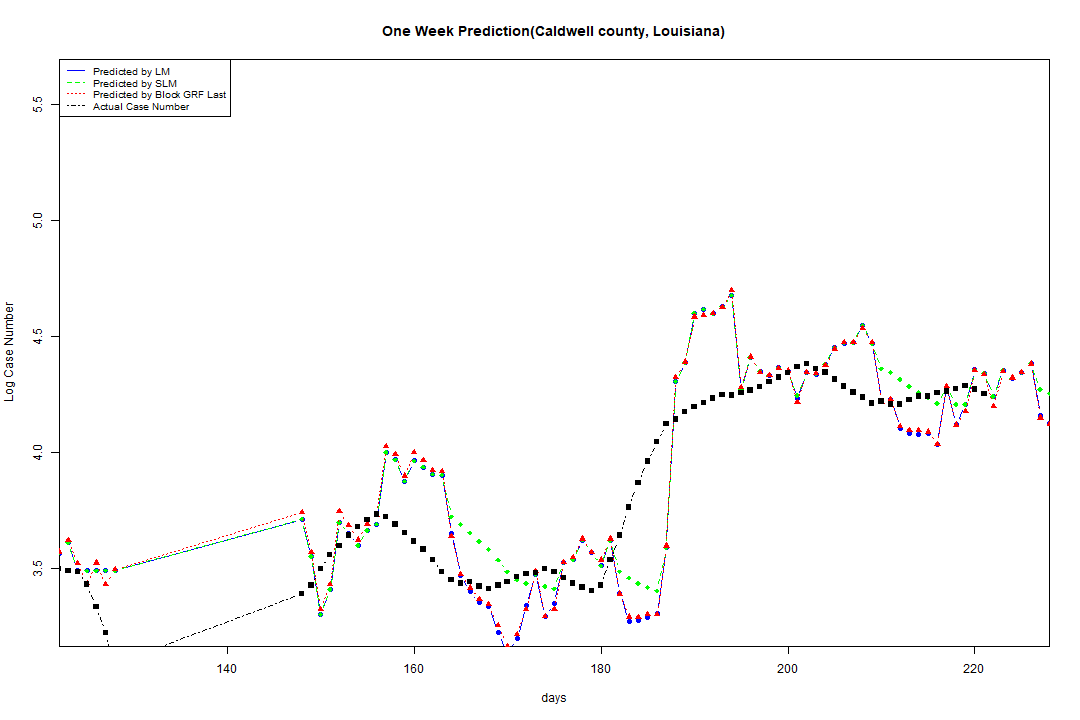 One Week Prediction(Caldwell county, Louisiana)
Predicted by LM
Predicted by SLM
Predicted by Block GRF Last
Actual Case Number
5.5
5.0
4.5
4.0
3.5
Log Case Number
140 160 180 200 220
days